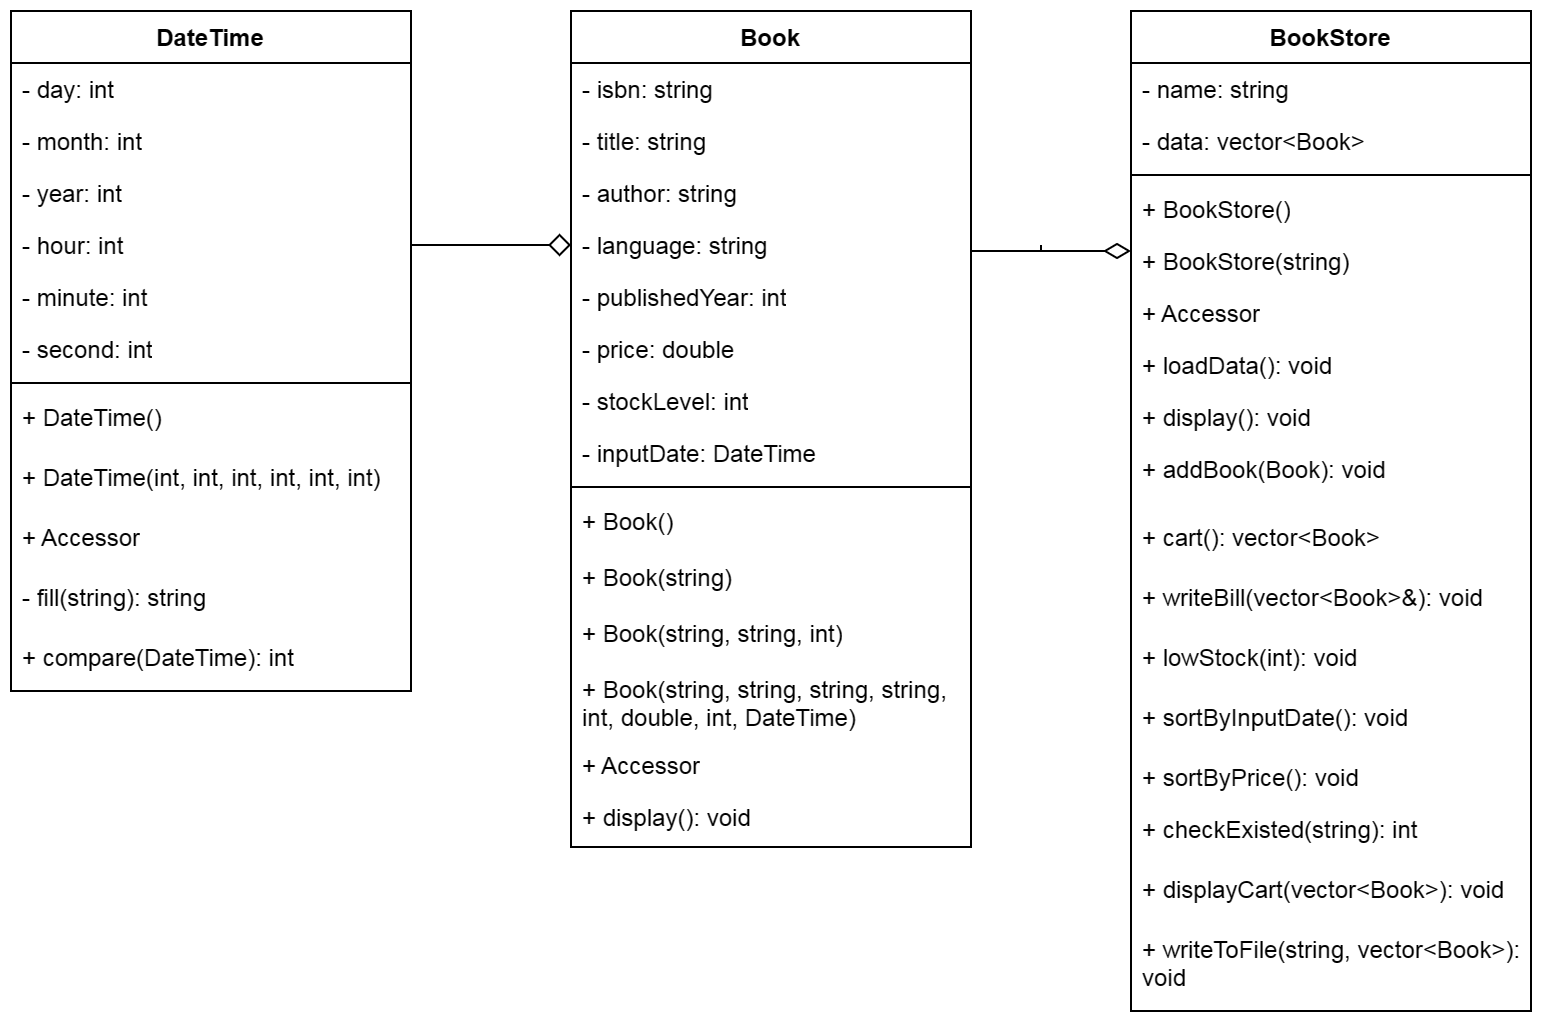 DateTime
- day: int
- month: int
- year: int
- hour: int
- minute: int
- second: int
+ DateTime()
+ DateTime(int, int, int, int, int, int)
+ Accessor
- fill(string): string
+ compare(DateTime): int
Book
- isbn: string
- title: string
- author: string
- language: string
- publishedYear: int
- price: double
- stockLevel: int
- inputDate: DateTime
+ Book()
+ Book(string)
+ Book(string, string, int)
+ Book(string, string, string, string,
int, double, int, DateTime)
+ Accessor
+ display(): void
BookStore
- name: string
- data: vector<Book>
+ BookStore()
+ BookStore(string)
+ Accessor
+ loadData(): void
+ display(): void
+ addBook(Book): void
+ cart(): vector<Book>
+ writeBill(vector<Book>&): void
+ lowStock(int): void
+ sortByInputDate(): void
+ sortByPrice(): void
+ checkExisted(string): int
+ displayCart(vector<Book>): void
+ writeToFile(string, vector<Book>):
void